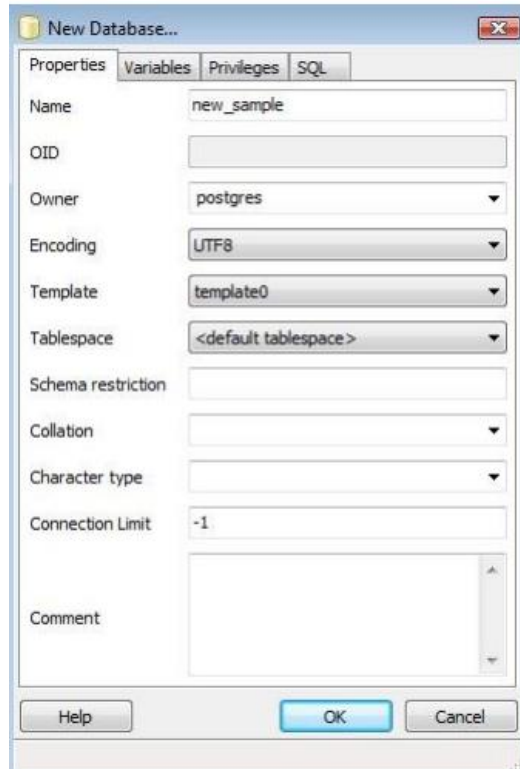 New Database...
Properties Variables Privileges SQL
Name new_sample
OID
Owner postgres
Encoding UTF8
Template template0
Tablespace <default tablespace>
Schema restriction
Collation
Character type
Connection Limit -1
Comment
Help OK Cancel